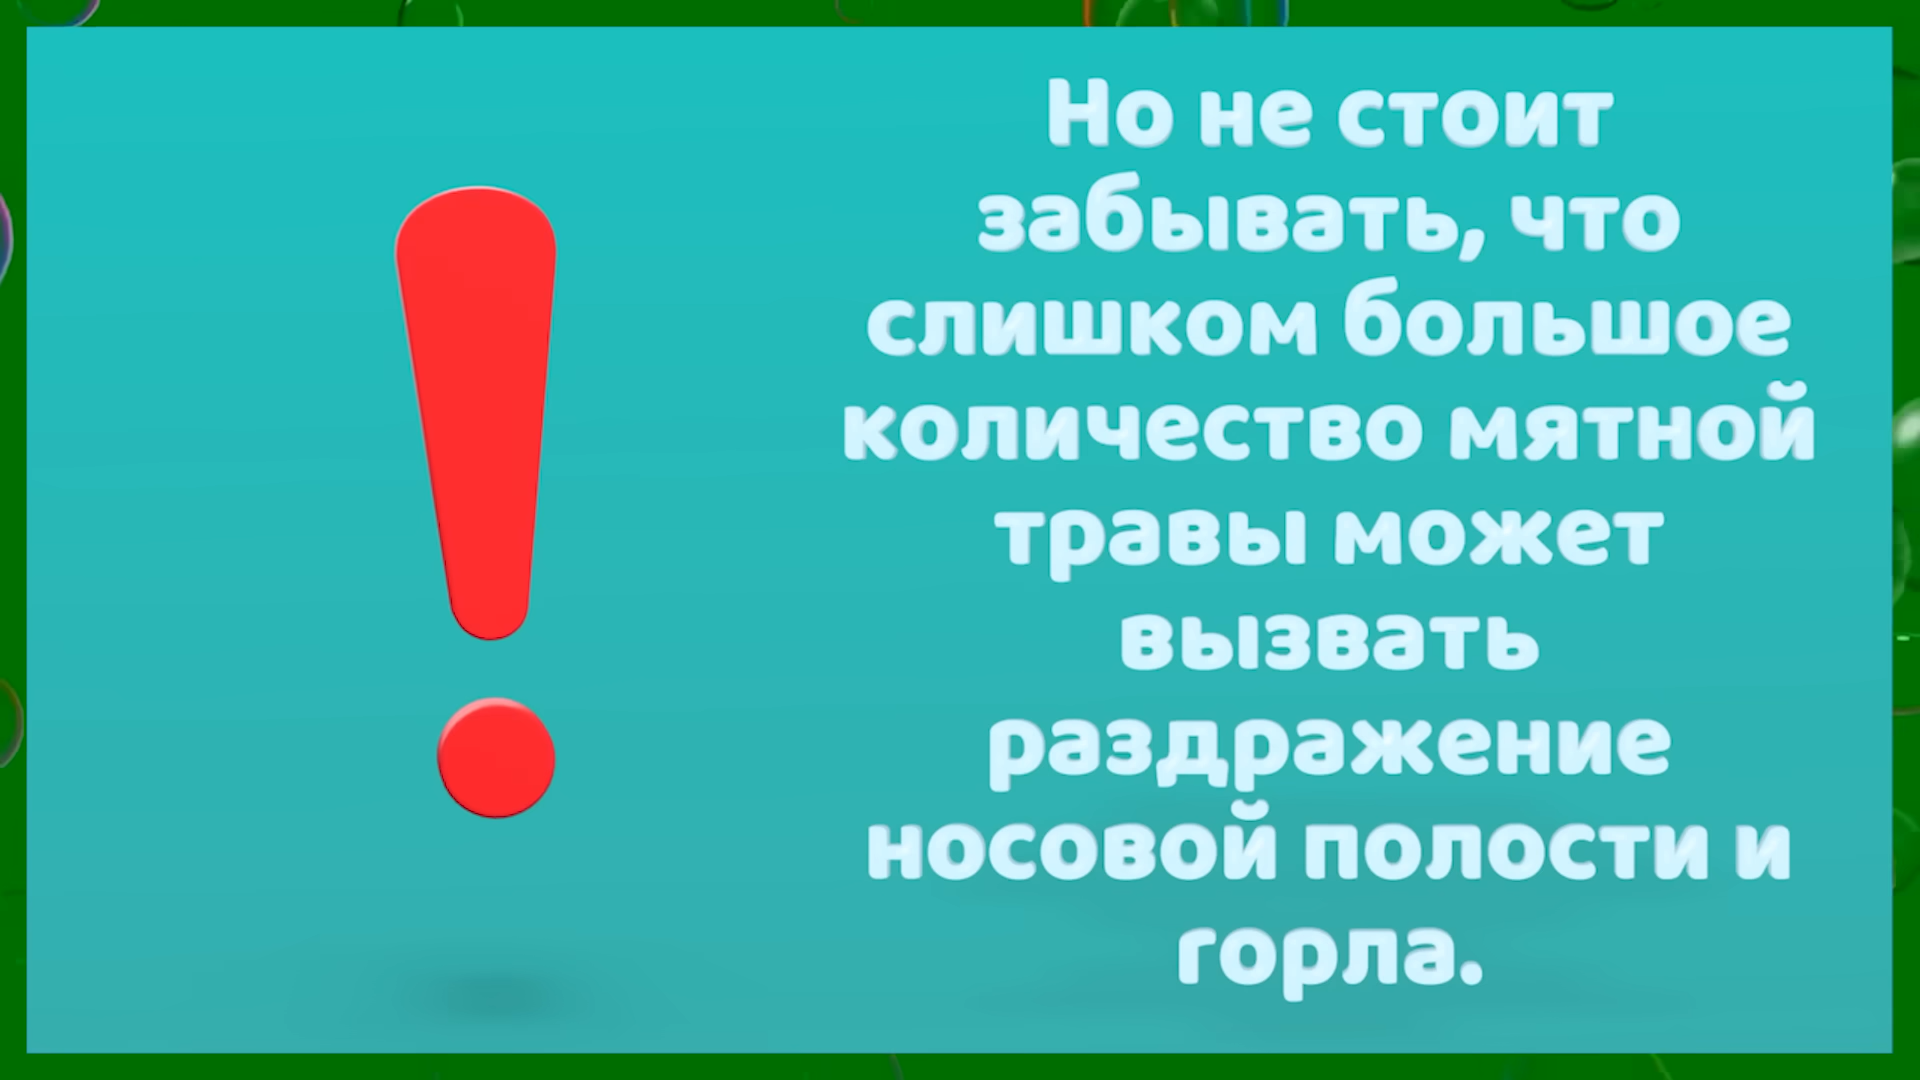 Но не стоит
забывать, что
слишком большое
количество мятной
травы может
вызвать
раздражение
носовой полости и
горла.